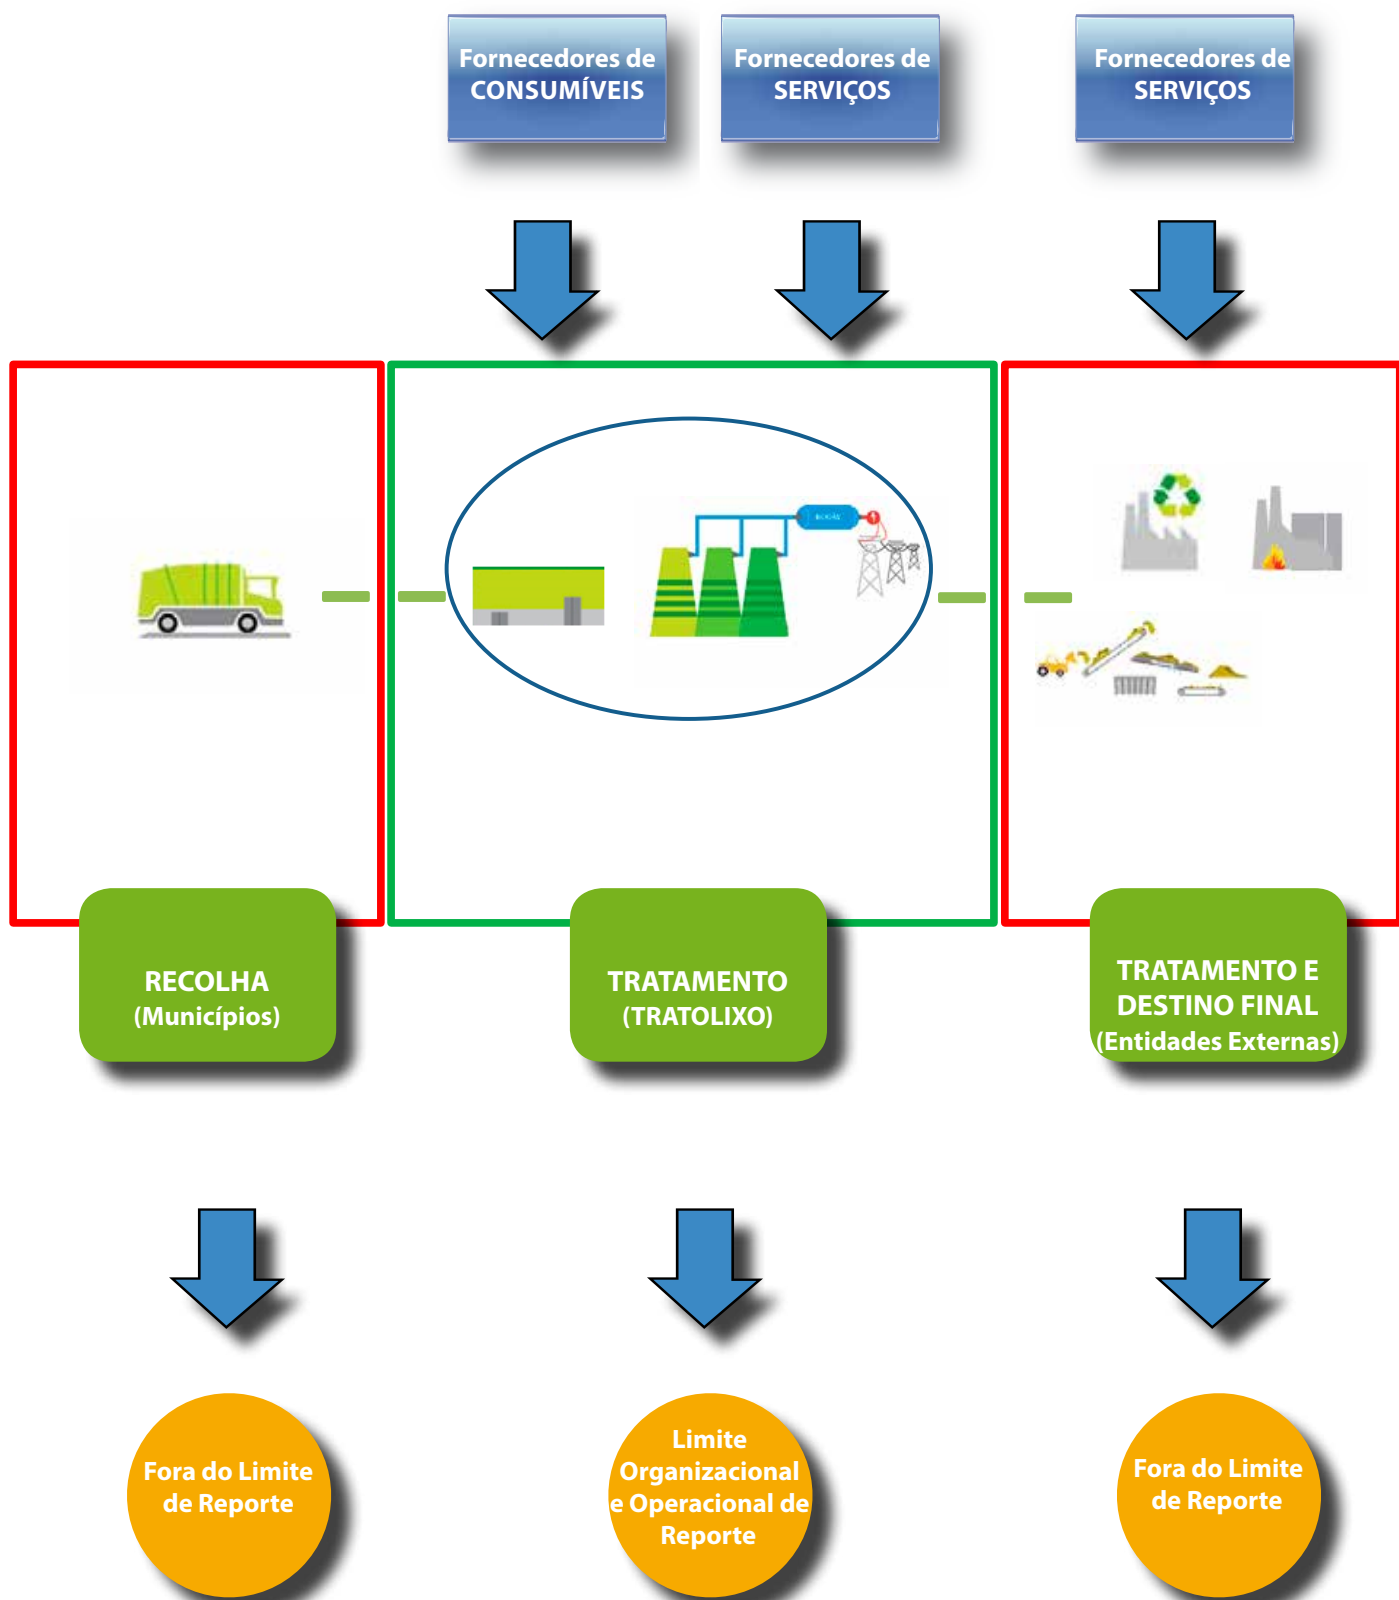 Fornecedores de
CONSUMÍVEIS
Fornecedores de
SERVIÇOS
Fornecedores de
SERVIÇOS
RECOLHA
(Municípios)
TRATAMENTO
(TRATOLIXO)
TRATAMENTO E
DESTINO FINAL
(Entidades Externas)
Fora do Limite
de Reporte
Limite
Organizacional
e Operacional de
Reporte
Fora do Limite
de Reporte